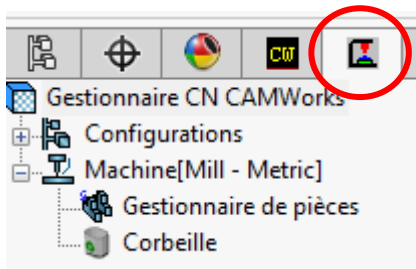 CW
Gestionnaire CN CAMWorks
Configurations
Machine[Mill - Metric]
Gestionnaire de pièces
Corbeille